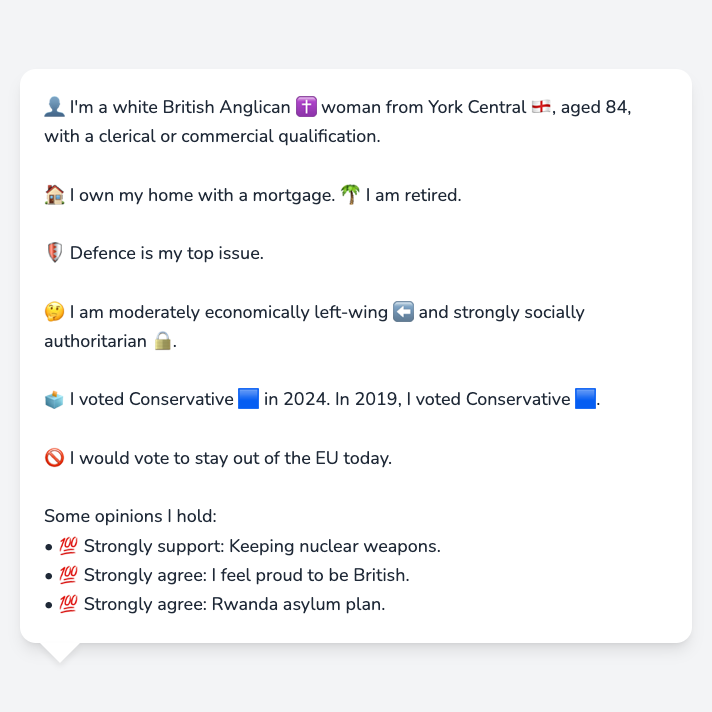 👤 I'm a white British Anglican ✝️ woman from York Central 🏴󠁧󠁢󠁥󠁮󠁧󠁿, aged 84,
with a clerical or commercial qualification.
🏠 I own my home with a mortgage. 🌴 I am retired.
🛡️ Defence is my top issue.
🤔 I am moderately economically left-wing ⬅️ and strongly socially
authoritarian 🔒.
🗳️ I voted Conservative 🟦 in 2024. In 2019, I voted Conservative 🟦.
🚫 I would vote to stay out of the EU today.
Some opinions I hold:
• 💯 Strongly support: Keeping nuclear weapons.
• 💯 Strongly agree: I feel proud to be British.
• 💯 Strongly agree: Rwanda asylum plan.